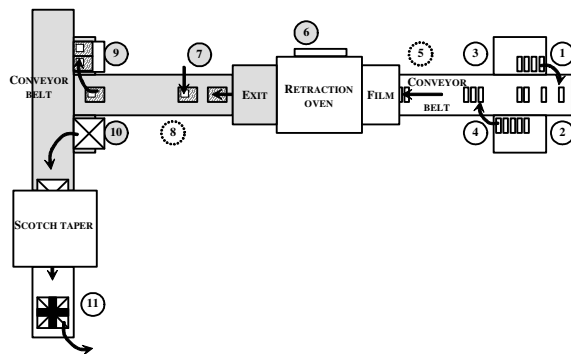 9
7
6
5
3
1
CONVEYOR
BELT
EXIT
RETRACTION
OVEN
FILM
CONVEYOR
BELT
10
8
4
2
SCOTCH TAPER
11